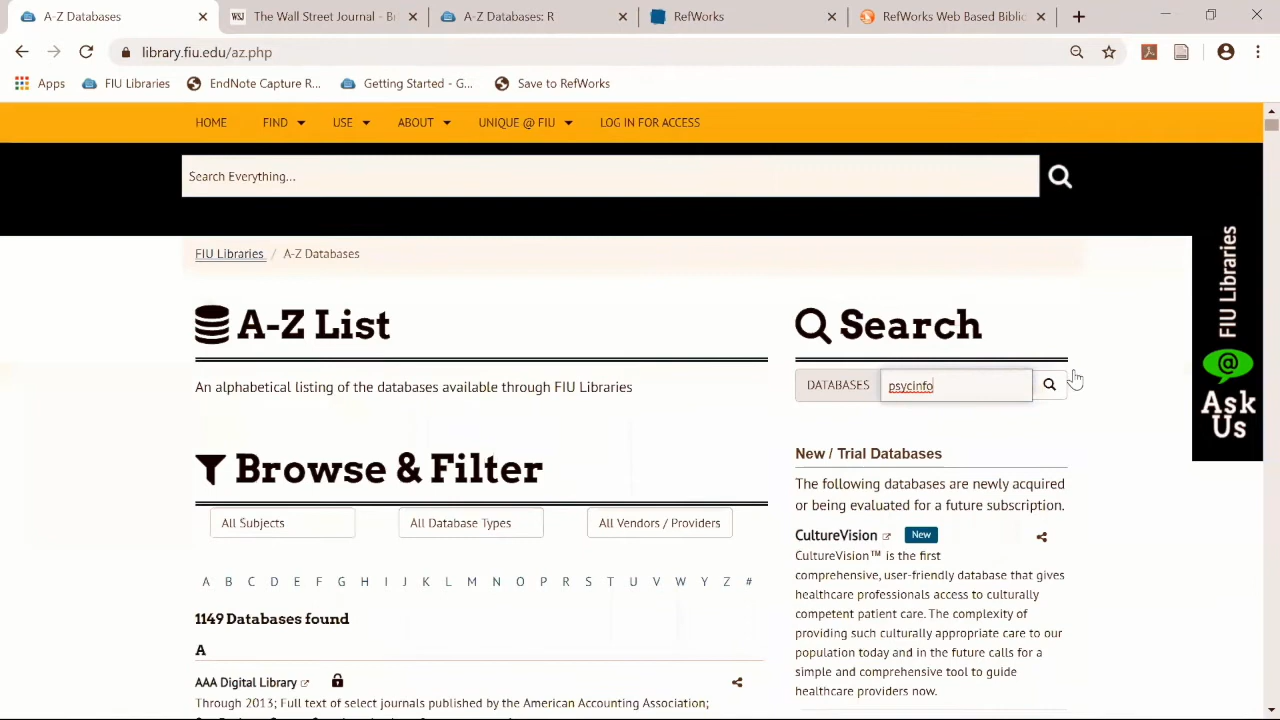 A-Z Databases
WSJ The Wall Street Journal - Br
A-Z Databases: R
RefWorks
RefWorks Web Based Biblio
library.fiu.edu/az.php
Apps
FIU Libraries
EndNote Capture R...
Getting Started - G...
Save to RefWorks
HOME FIND USE ABOUT UNIQUE @ FIU LOG IN FOR ACCESS
Search Everything...
FIU Libraries / A-Z Databases
A-Z List
An alphabetical listing of the databases available through FIU Libraries
Browse & Filter
All Subjects
All Database Types
All Vendors / Providers
A B C D E F G H I J K L M N O P R S T U V W Y Z #
1149 Databases found
A
AAA Digital Library
Through 2013; Full text of select journals published by the American Accounting Association;
Search
DATABASES psycinfo
New / Trial Databases
The following databases are newly acquired
or being evaluated for a future subscription.
CultureVision New
CultureVision™ is the first
comprehensive, user-friendly database that gives
healthcare professionals access to culturally
competent patient care. The complexity of
providing such culturally appropriate care to our
population today and in the future calls for a
simple and comprehensive tool to guide
healthcare providers now.
FIU Libraries
@
Ask
Us